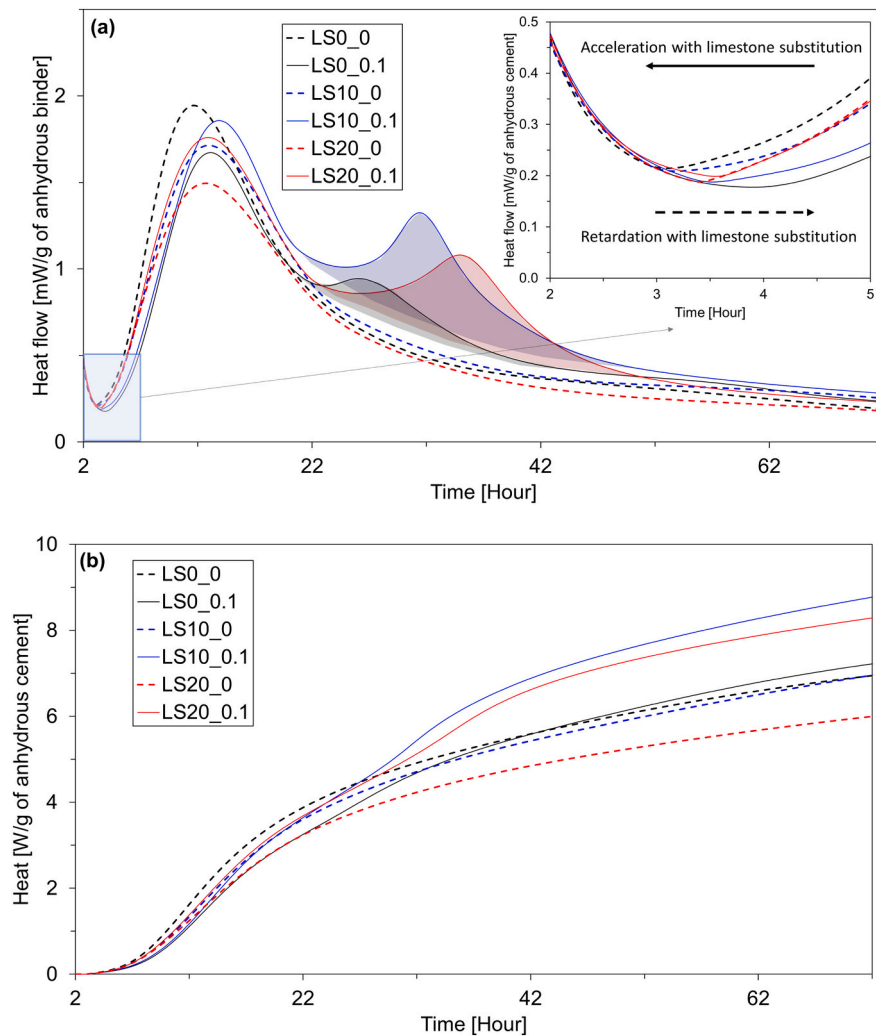 (a)
LS0_0
LS0_0.1
LS10_0
LS10_0.1
LS20_0
LS20_0.1
Heat flow [mW/g of anhydrous binder]
2
1
0
2
22
42
62
Time [Hour]
Heat flow [mW/g of anhydrous cement]
0.5
0.4
0.3
0.2
0.1
0.0
Acceleration with limestone substitution
Retardation with limestone substitution
2
3
4
5
Time [Hour]
(b)
LS0_0
LS0_0.1
LS10_0
LS10_0.1
LS20_0
LS20_0.1
Heat [W/g of anhydrous cement]
10
8
6
4
2
0
2
22
42
62
Time [Hour]